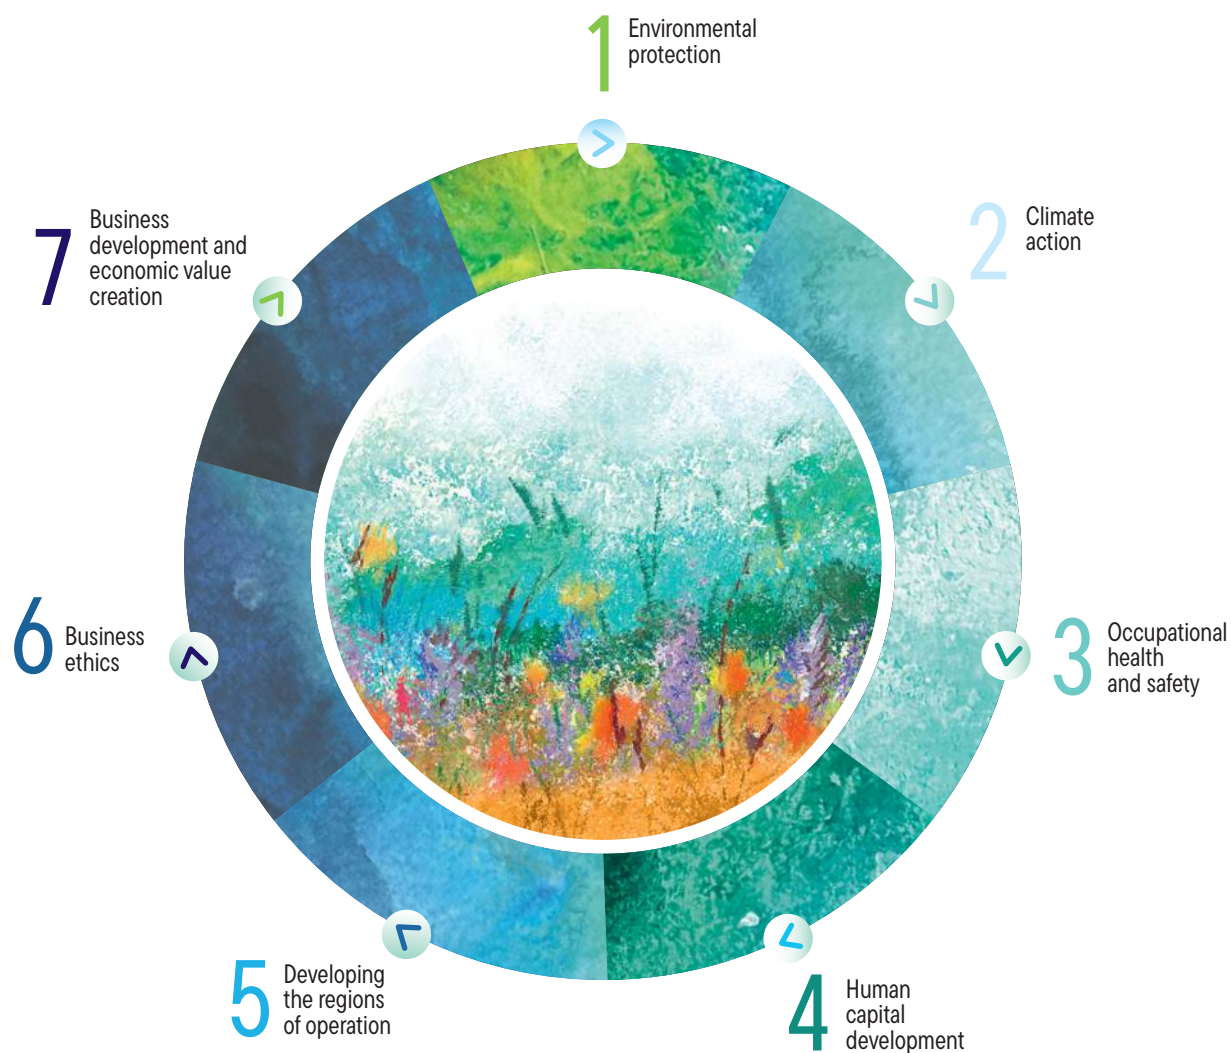 1
Environmental
protection
2
Climate
action
3
Occupational
health
and safety
4
Human
capital
development
5
Developing
the regions
of operation
6
Business
ethics
7
Business
development and
economic value
creation